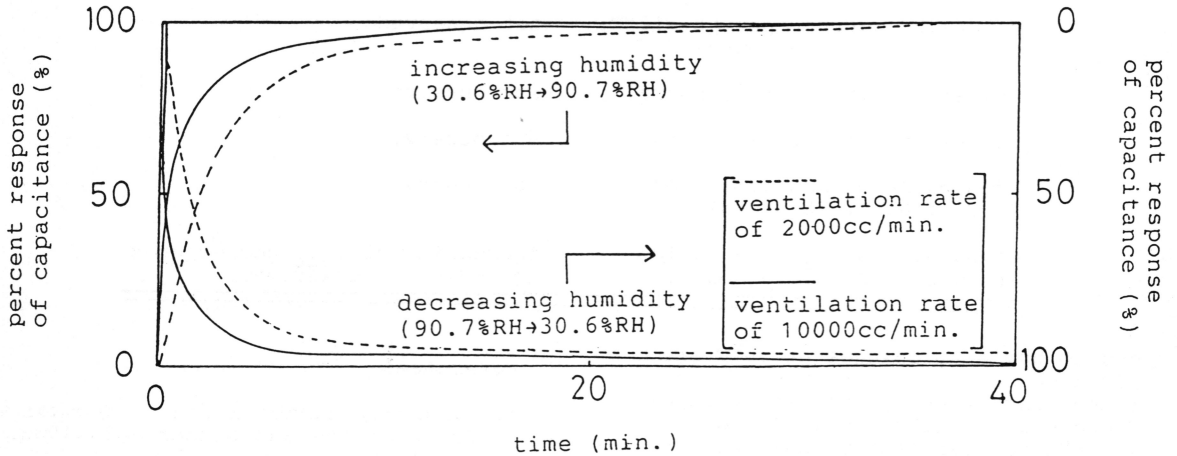 100
50
0
percent response
of capacitance (%)
increasing humidity
(30.6%RH→90.7%RH)
decreasing humidity
(90.7%RH→30.6%RH)
ventilation rate
of 2000cc/min.
ventilation rate
of 10000cc/min.
0
50
100
percent response
of capacitance (%)
0
20
40
time (min.)